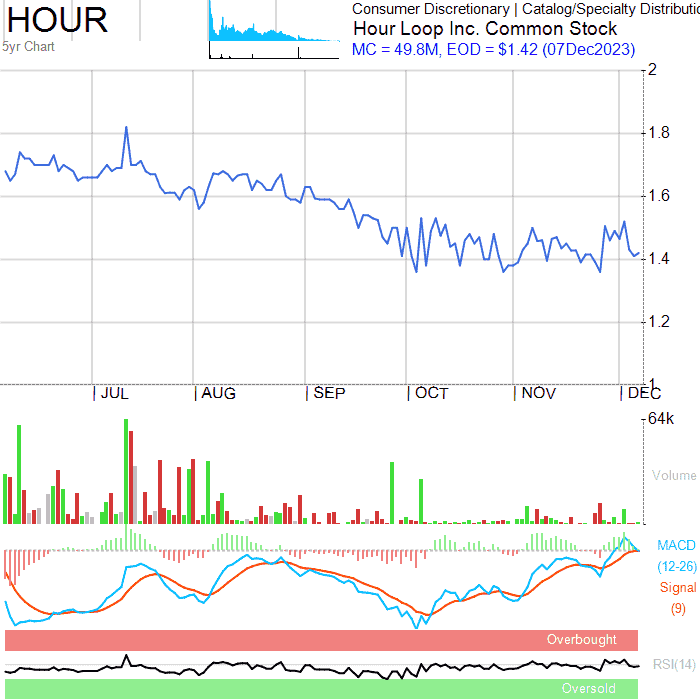 HOUR
5yr Chart
Consumer Discretionary | Catalog/Specialty Distributio
Hour Loop Inc. Common Stock
MC = 49.8M, EOD = $1.42 (07Dec2023)
2
1.8
1.6
1.4
1.2
1
JUL AUG SEP OCT NOV DEC
64k
Volume
MACD
(12-26)
Signal
(9)
Overbought
RSI(14)
Oversold